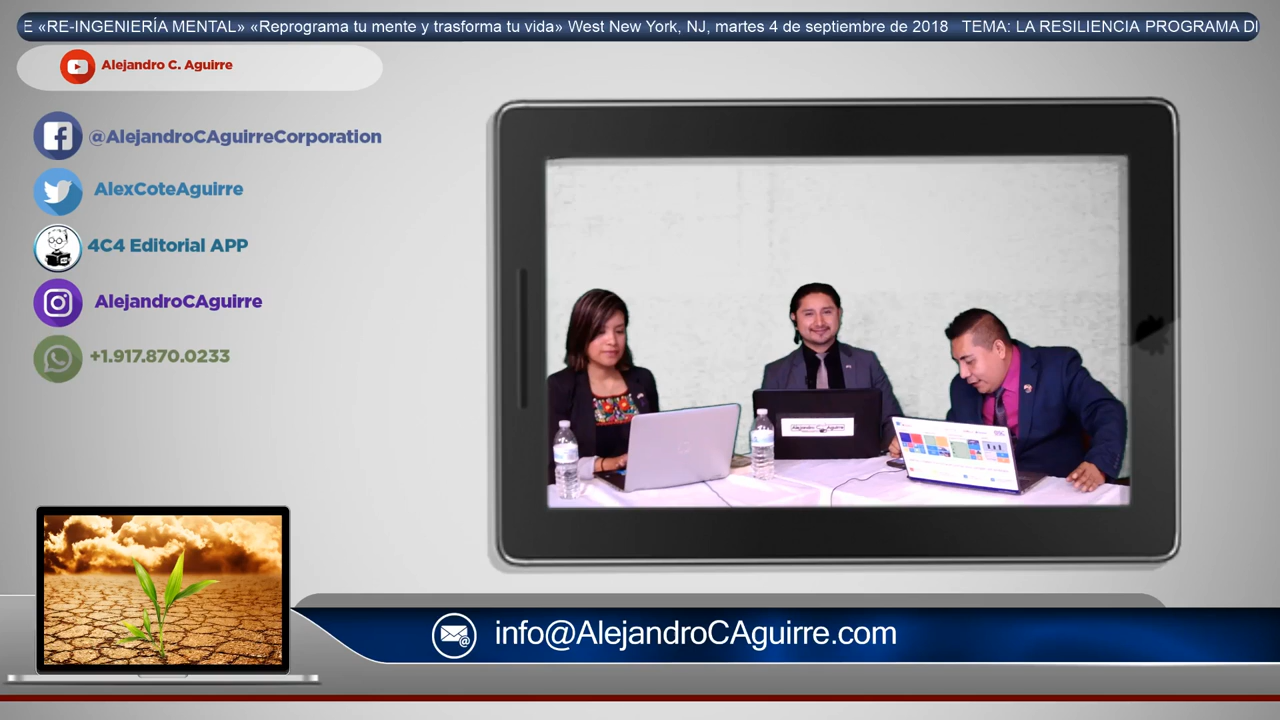 E «RE-INGENIERÍA MENTAL» «Reprograma tu mente y trasforma tu vida» West New York, NJ, martes 4 de septiembre de 2018 TEMA: LA RESILIENCIA PROGRAMA DI
Alejandro C. Aguirre
@AlejandroCAguirreCorporation
AlexCoteAguirre
4C4 Editorial APP
AlejandroCAguirre
+1.917.870.0233
Alejandro C. Aguirre
info@AlejandroCAguirre.com